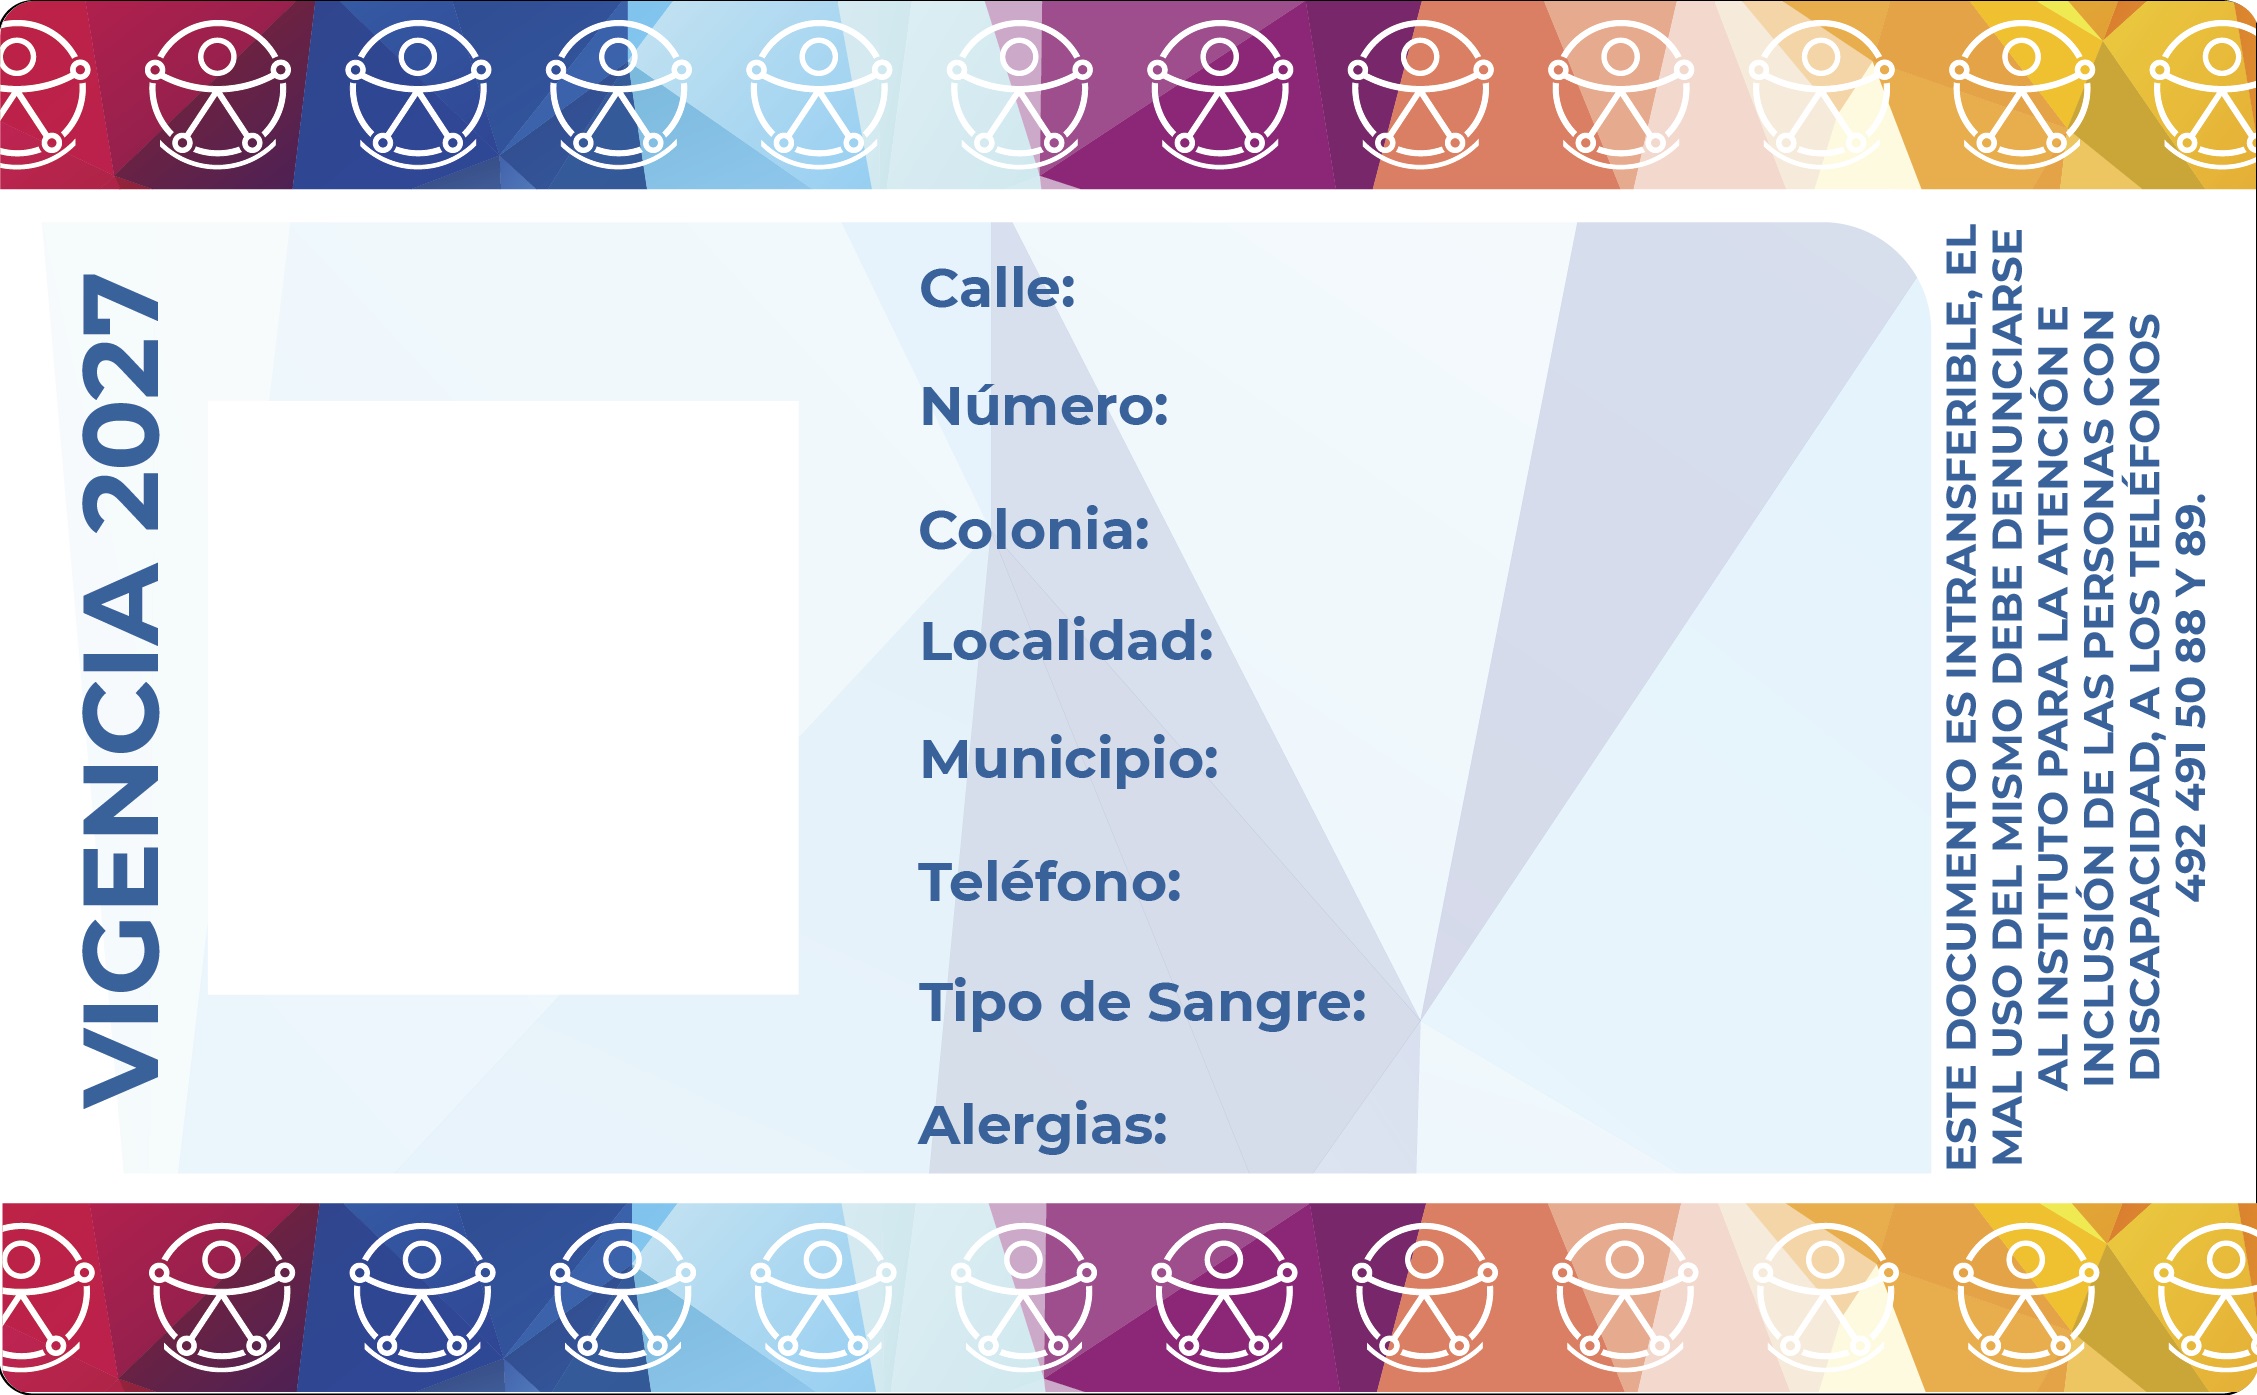 VIGENCIA 2027
Calle:
Número:
Colonia:
Localidad:
Municipio:
Teléfono:
Tipo de Sangre:
Alergias:
ESTE DOCUMENTO ES INTRANSFERIBLE, EL
MAL USO DEL MISMO DEBE DENUNCIARSE
AL INSTITUTO PARA LA ATENCIÓN E
INCLUSIÓN DE LAS PERSONAS CON
DISCAPACIDAD, A LOS TELÉFONOS
492 491 50 88 Y 89.